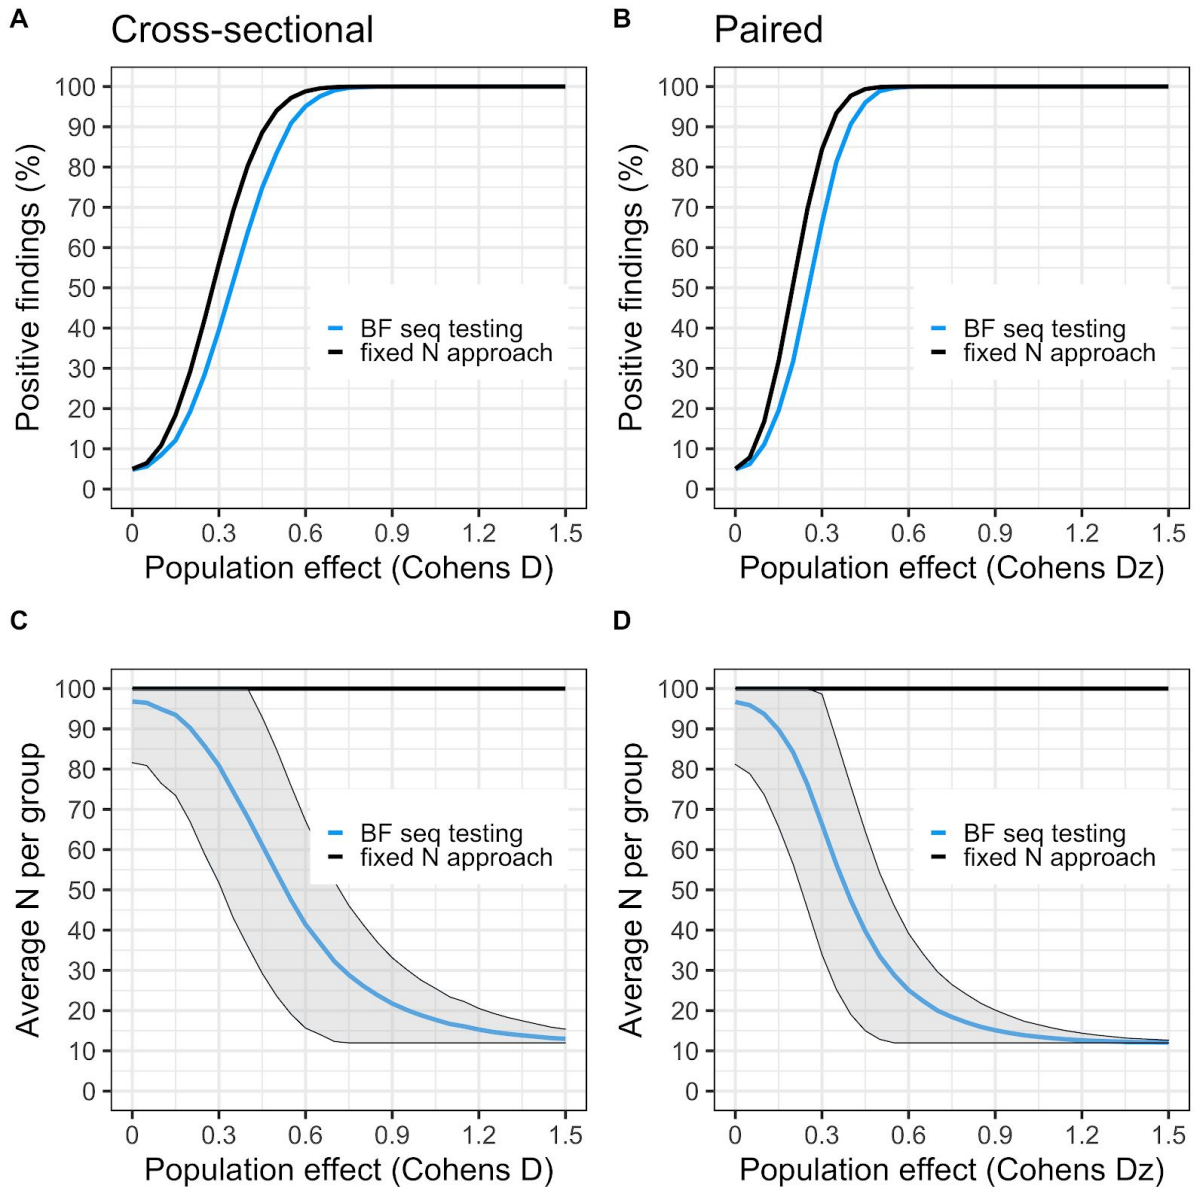 A
Cross-sectional
100
90
80
70
60
50
40
30
20
10
0
Positive findings (%)
BF seq testing
fixed N approach
0 0.3 0.6 0.9 1.2 1.5
Population effect (Cohens D)
B
Paired
100
90
80
70
60
50
40
30
20
10
0
Positive findings (%)
BF seq testing
fixed N approach
0 0.3 0.6 0.9 1.2 1.5
Population effect (Cohens Dz)
C
100
90
80
70
60
50
40
30
20
10
0
Average N per group
BF seq testing
fixed N approach
0 0.3 0.6 0.9 1.2 1.5
Population effect (Cohens D)
D
100
90
80
70
60
50
40
30
20
10
0
Average N per group
BF seq testing
fixed N approach
0 0.3 0.6 0.9 1.2 1.5
Population effect (Cohens Dz)